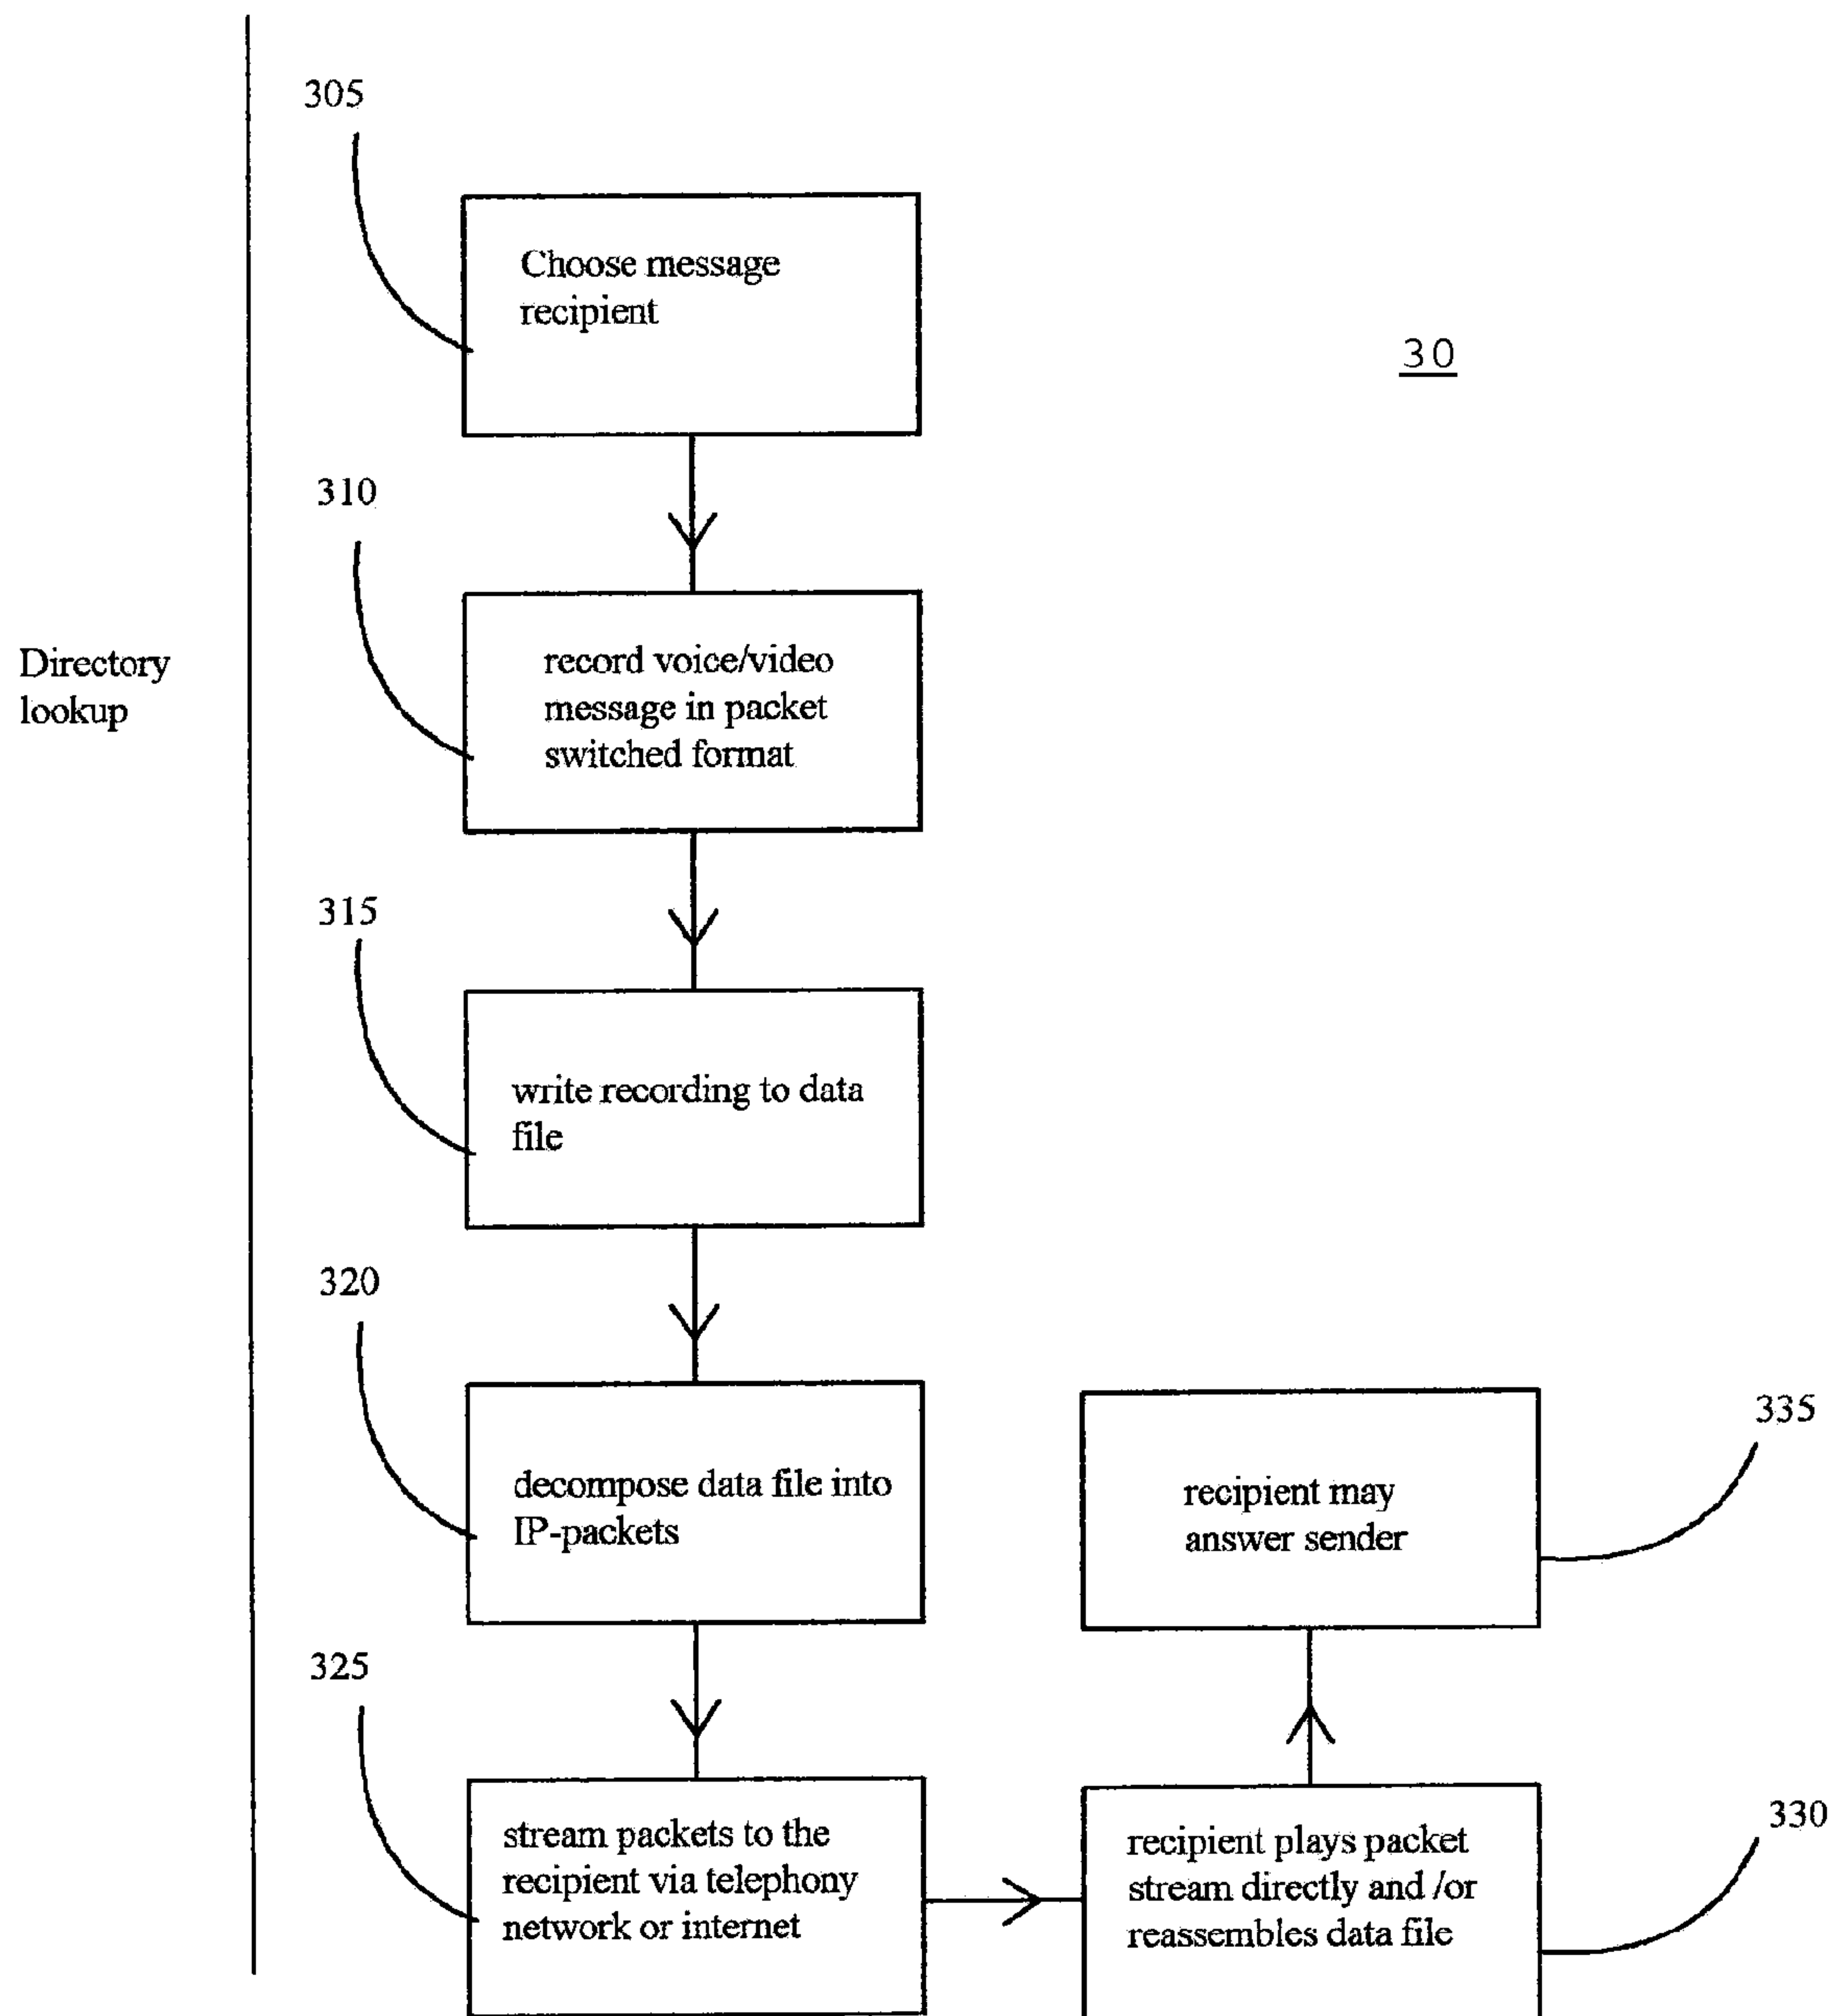 305
Choose message
recipient
30
310
Directory
lookup
record voice/video
message in packet
switched format
315
write recording to data
file
320
decompose data file into
IP-packets
335
recipient may
answer sender
325
stream packets to the
recipient via telephony
network or internet
330
recipient plays packet
stream directly and /or
reassembles data file